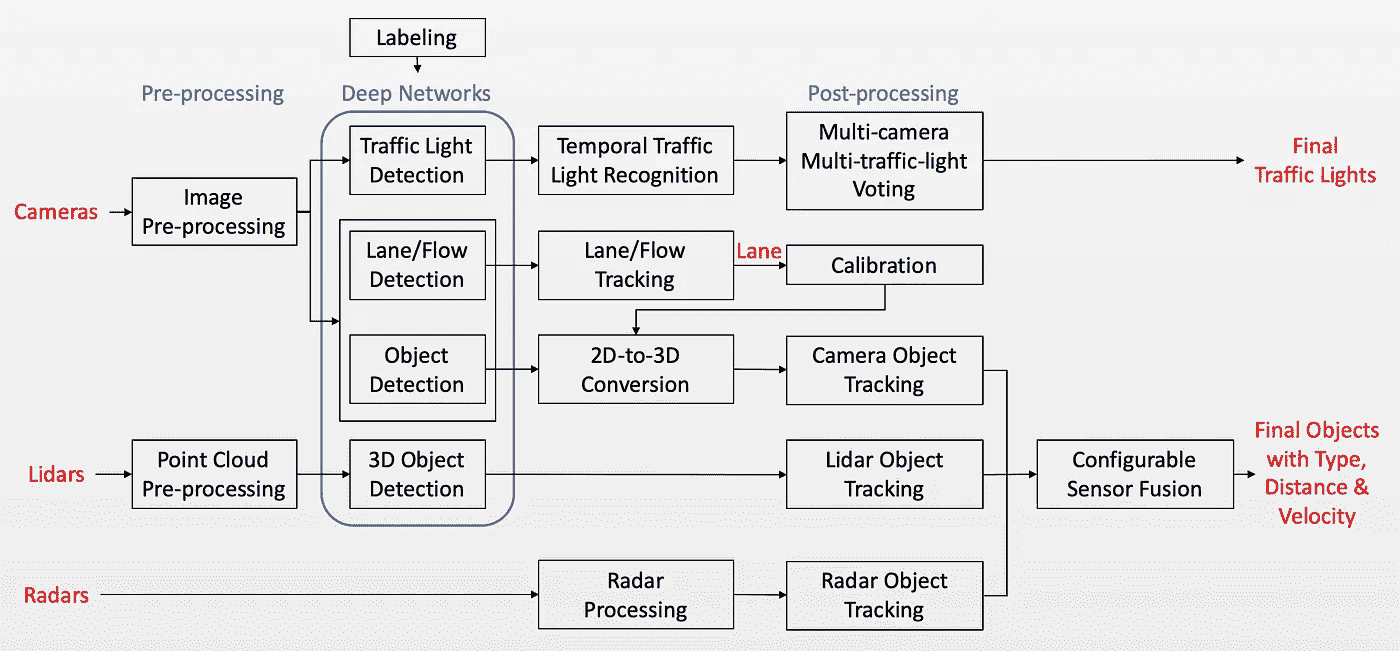 Labeling
Pre-processing
Deep Networks
Post-processing
Cameras
Image
Pre-processing
Traffic Light
Detection
Temporal Traffic
Light Recognition
Multi-camera
Multi-traffic-light
Voting
Final
Traffic Lights
Lane/Flow
Detection
Lane/Flow
Tracking
Lane
Calibration
Object
Detection
2D-to-3D
Conversion
Camera Object
Tracking
Lidars
Point Cloud
Pre-processing
3D Object
Detection
Lidar Object
Tracking
Configurable
Sensor Fusion
Final Objects
with Type,
Distance &
Velocity
Radars
Radar
Processing
Radar Object
Tracking